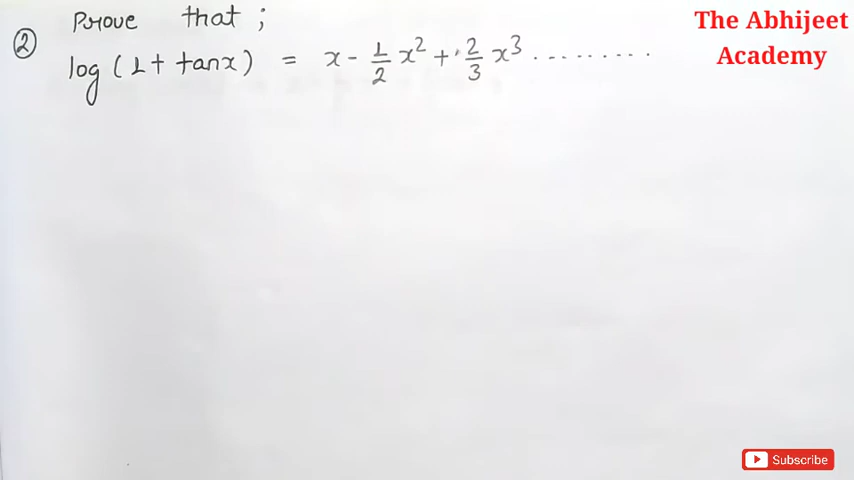 ② Prove that ;
log (1 + tanx) = x - 1/2 x² + 2/3 x³ ..........
The Abhijeet
Academy
Subscribe